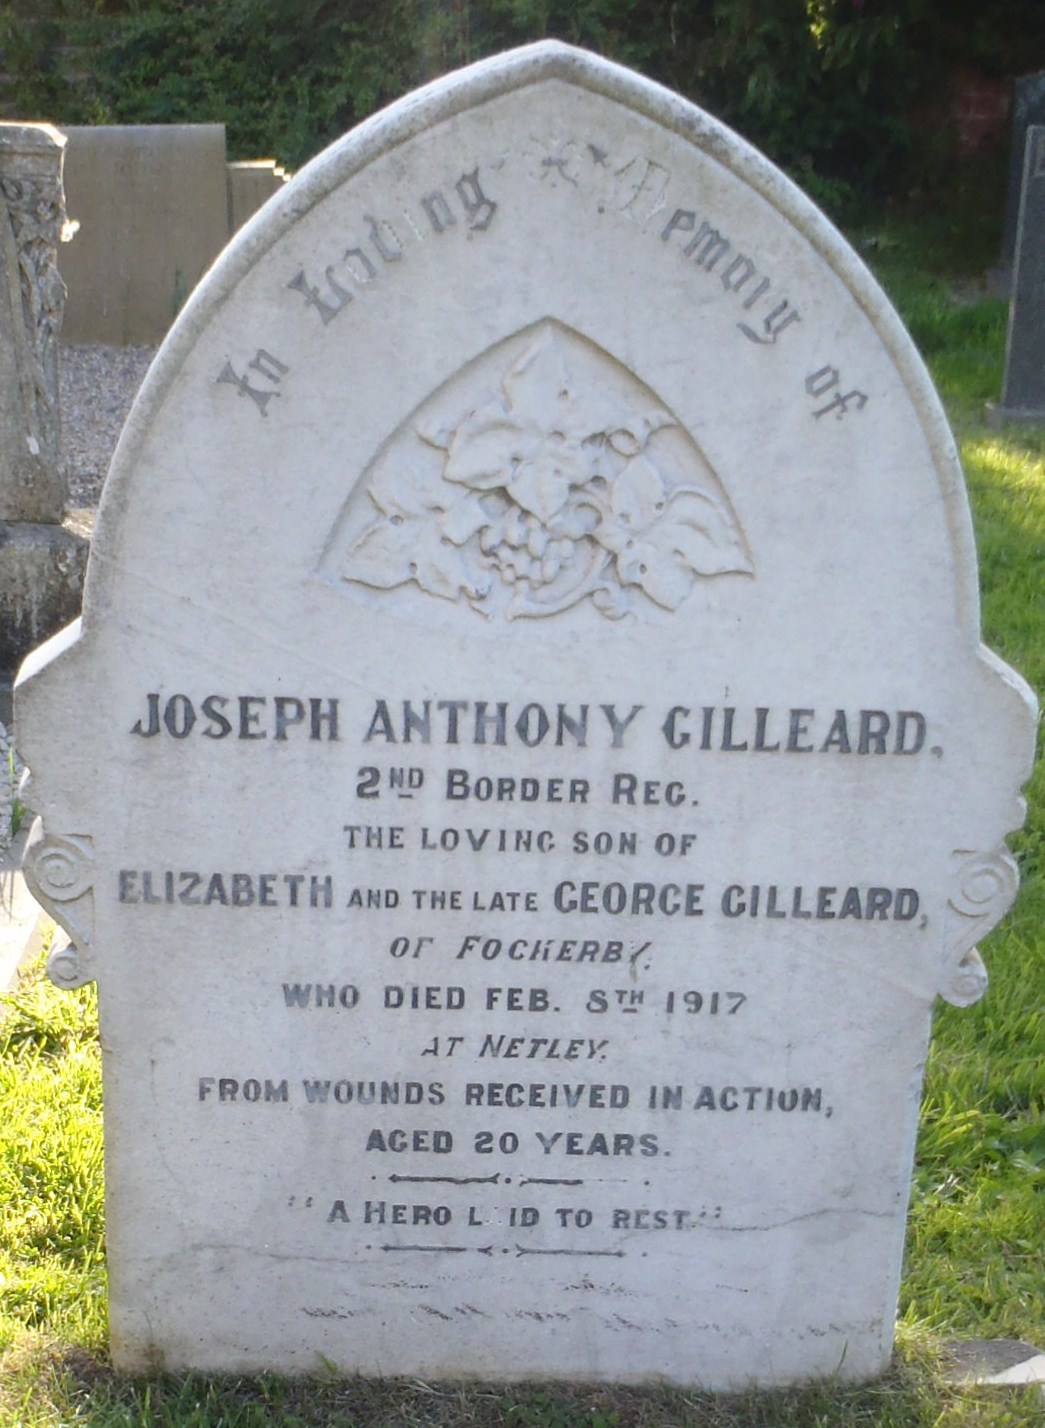 In Loving Memory of
JOSEPH ANTHONY GILLEARD,
2ND BORDER REG.
THE LOVING SON OF
ELIZABETH AND THE LATE GEORGE GILLEARD,
OF FOCKERBY.
WHO DIED FEB. 8TH 1917
AT NETLEY.
FROM WOUNDS RECEIVED IN ACTION,
AGED 20 YEARS.
"A HERO LAID TO REST"